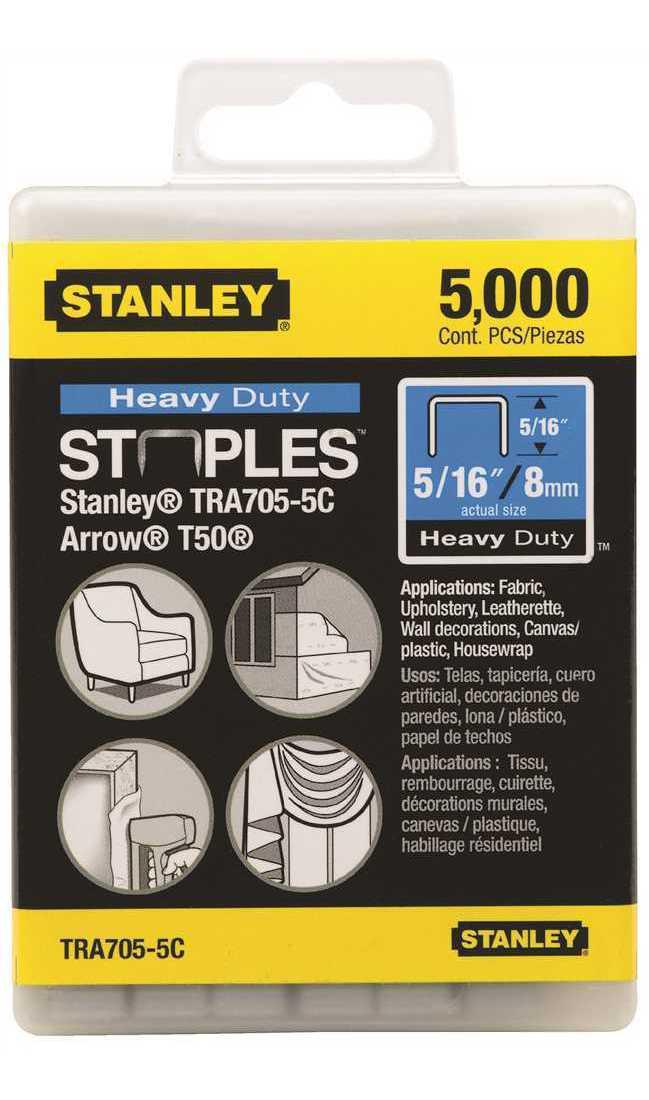 STANLEY®
5,000
Cont. PCS/Piezas
Heavy Duty
STAPLES™
Stanley® TRA705-5C
Arrow® T50®
5/16"
5/16"/8mm
actual size
Heavy Duty™
Applications: Fabric,
Upholstery, Leatherette,
Wall decorations, Canvas/
plastic, Housewrap
Usos: Telas, tapicería, cuero
artificial, decoraciones de
paredes, lona / plástico,
papel de techos
Applications : Tissu,
rembourrage, cuirette,
décorations murales,
canevas / plastique,
habillage résidentiel
TRA705-5C
STANLEY®